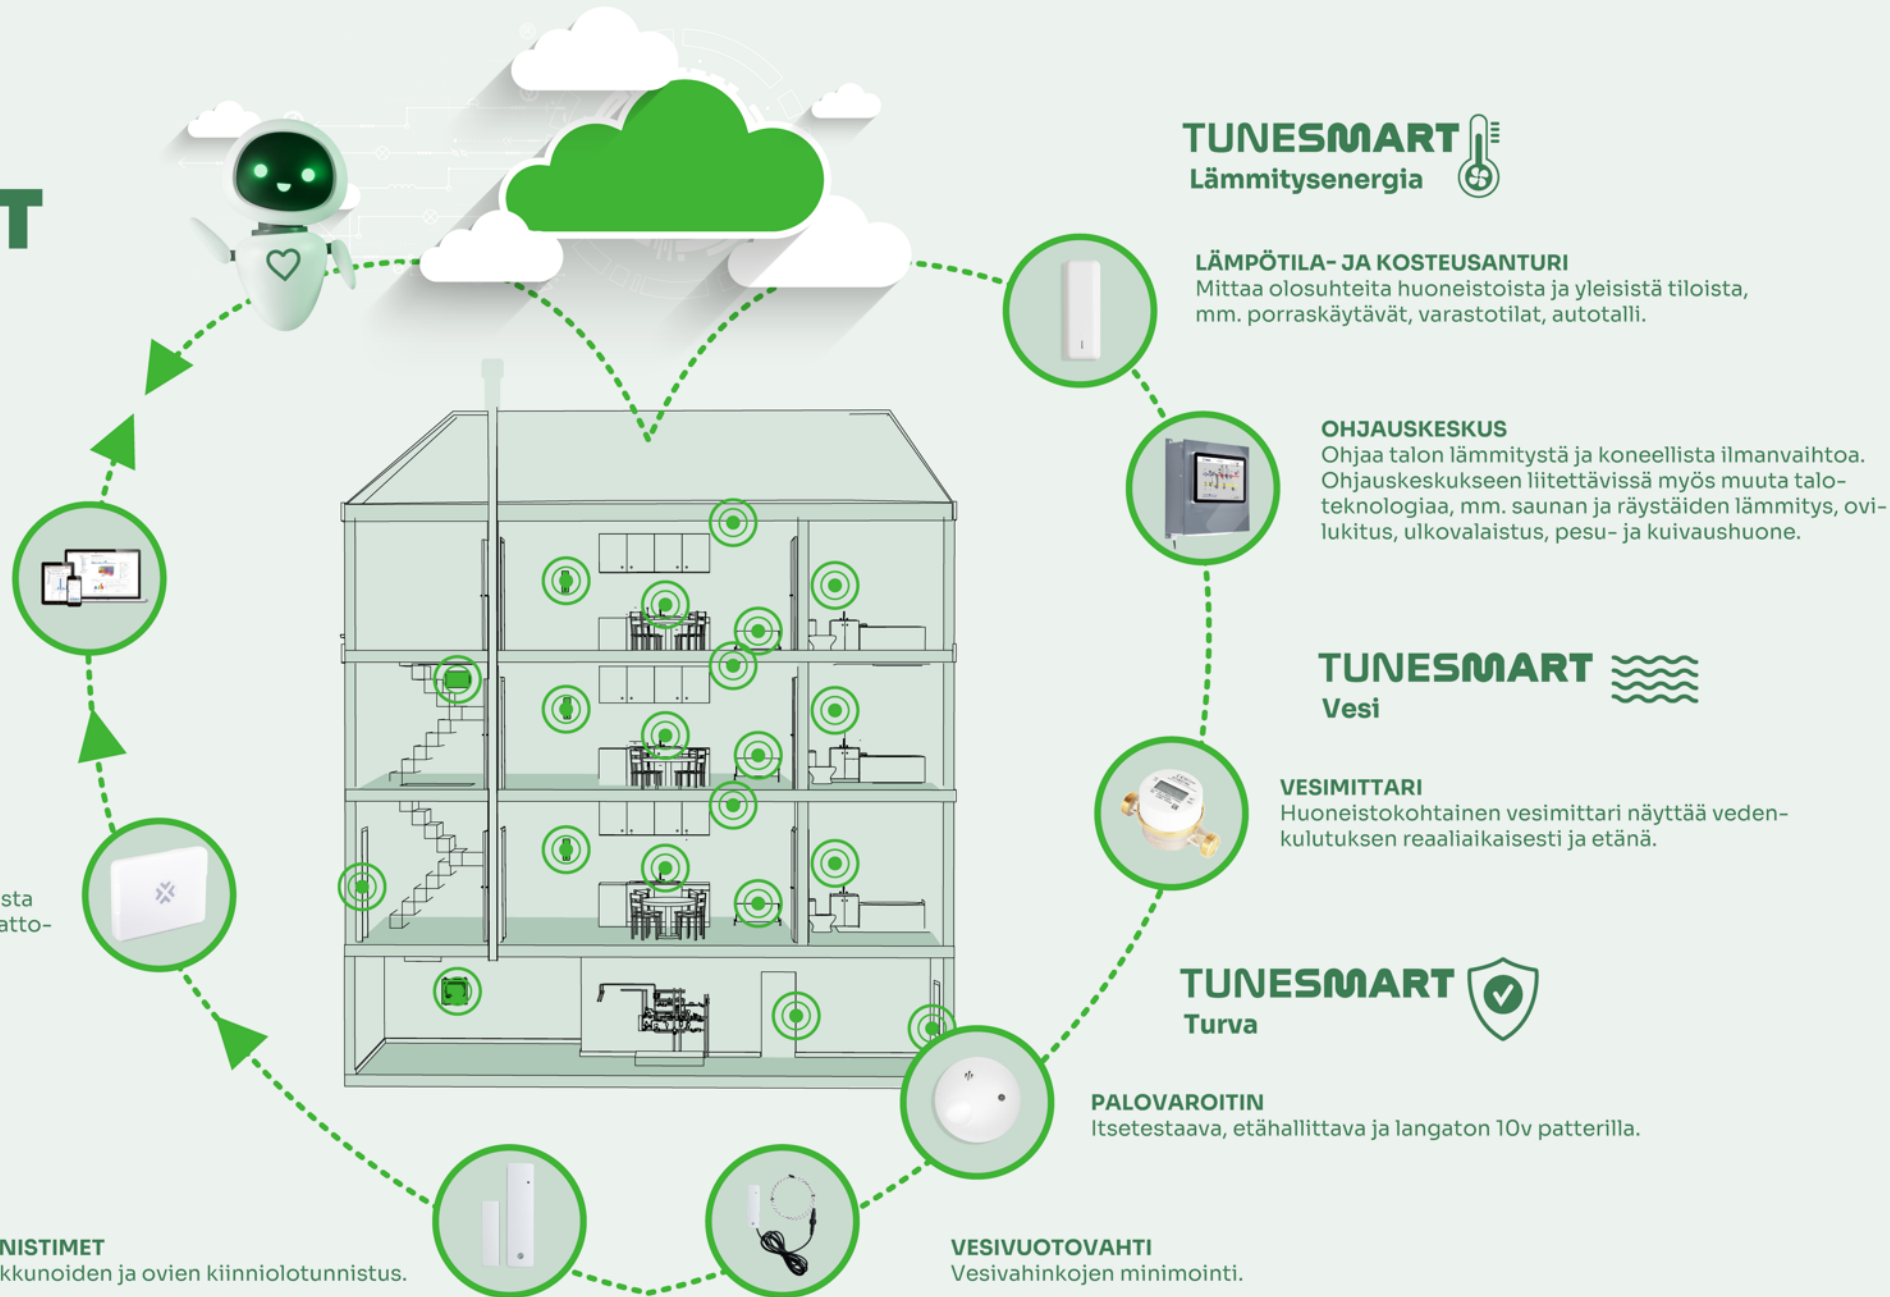 T
TUNESMART
Lämmitysenergia
LÄMPÖTILA- JA KOSTEUSANTURI
Mittaa olosuhteita huoneistoista ja yleisistä tiloista,
mm. porraskäytävät, varastotilat, autotalli.
OHJAUSKESKUS
Ohjaa talon lämmitystä ja koneellista ilmanvaihtoa.
Ohjauskeskukseen liitettävissä myös muuta talo-
teknologiaa, mm. saunan ja räystäiden lämmitys, ovi-
lukitus, ulkovalaistus, pesu- ja kuivaushuone.
TUNESMART
Vesi
VESIMITTARI
Huoneistokohtainen vesimittari näyttää veden-
kulutuksen reaaliaikaisesti ja etänä.
TUNESMART
Turva
PALOVAROITIN
Itsetestaava, etähallittava ja langaton 10v patterilla.
VESIVUOTOVAHTI
Vesivahinkojen minimointi.
NISTIMET
kkunoiden ja ovien kiinniolotunnistus.
sta
atto-